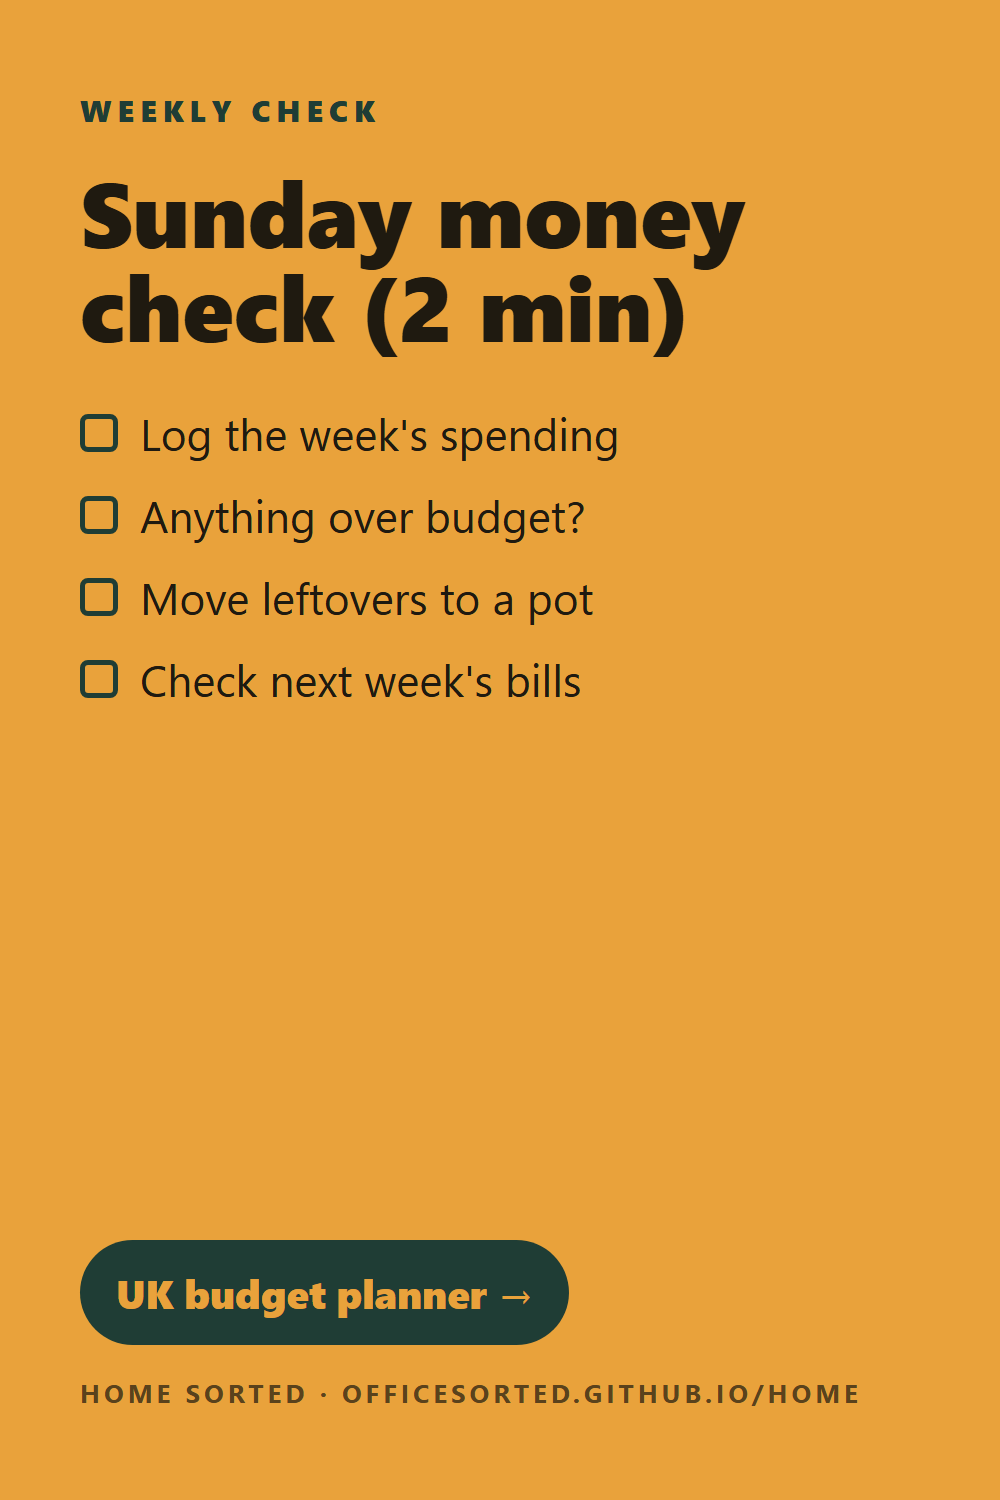 WEEKLY CHECK
Sunday money
check (2 min)
Log the week's spending
Anything over budget?
Move leftovers to a pot
Check next week's bills
UK budget planner →
HOME SORTED · OFFICESORTED.GITHUB.IO/HOME